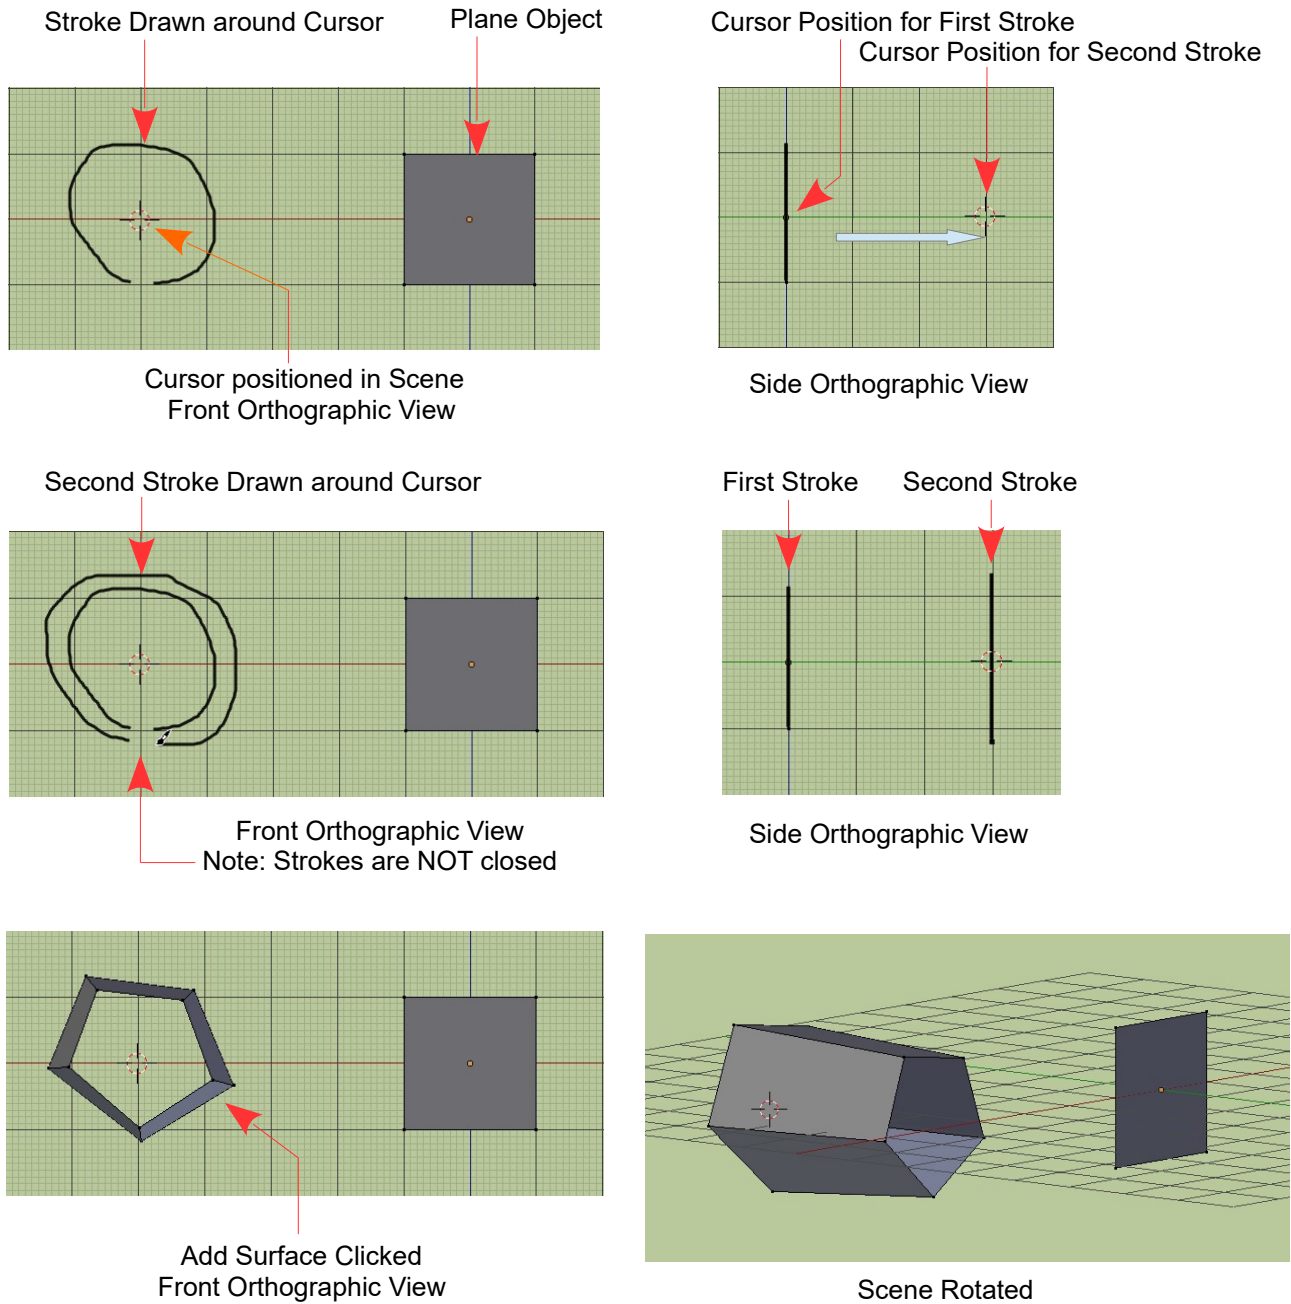 Stroke Drawn around Cursor
Plane Object
Cursor Position for First Stroke
Cursor Position for Second Stroke
Cursor positioned in Scene
Front Orthographic View
Side Orthographic View
Second Stroke Drawn around Cursor
First Stroke
Second Stroke
Front Orthographic View
Note: Strokes are NOT closed
Side Orthographic View
Add Surface Clicked
Front Orthographic View
Scene Rotated